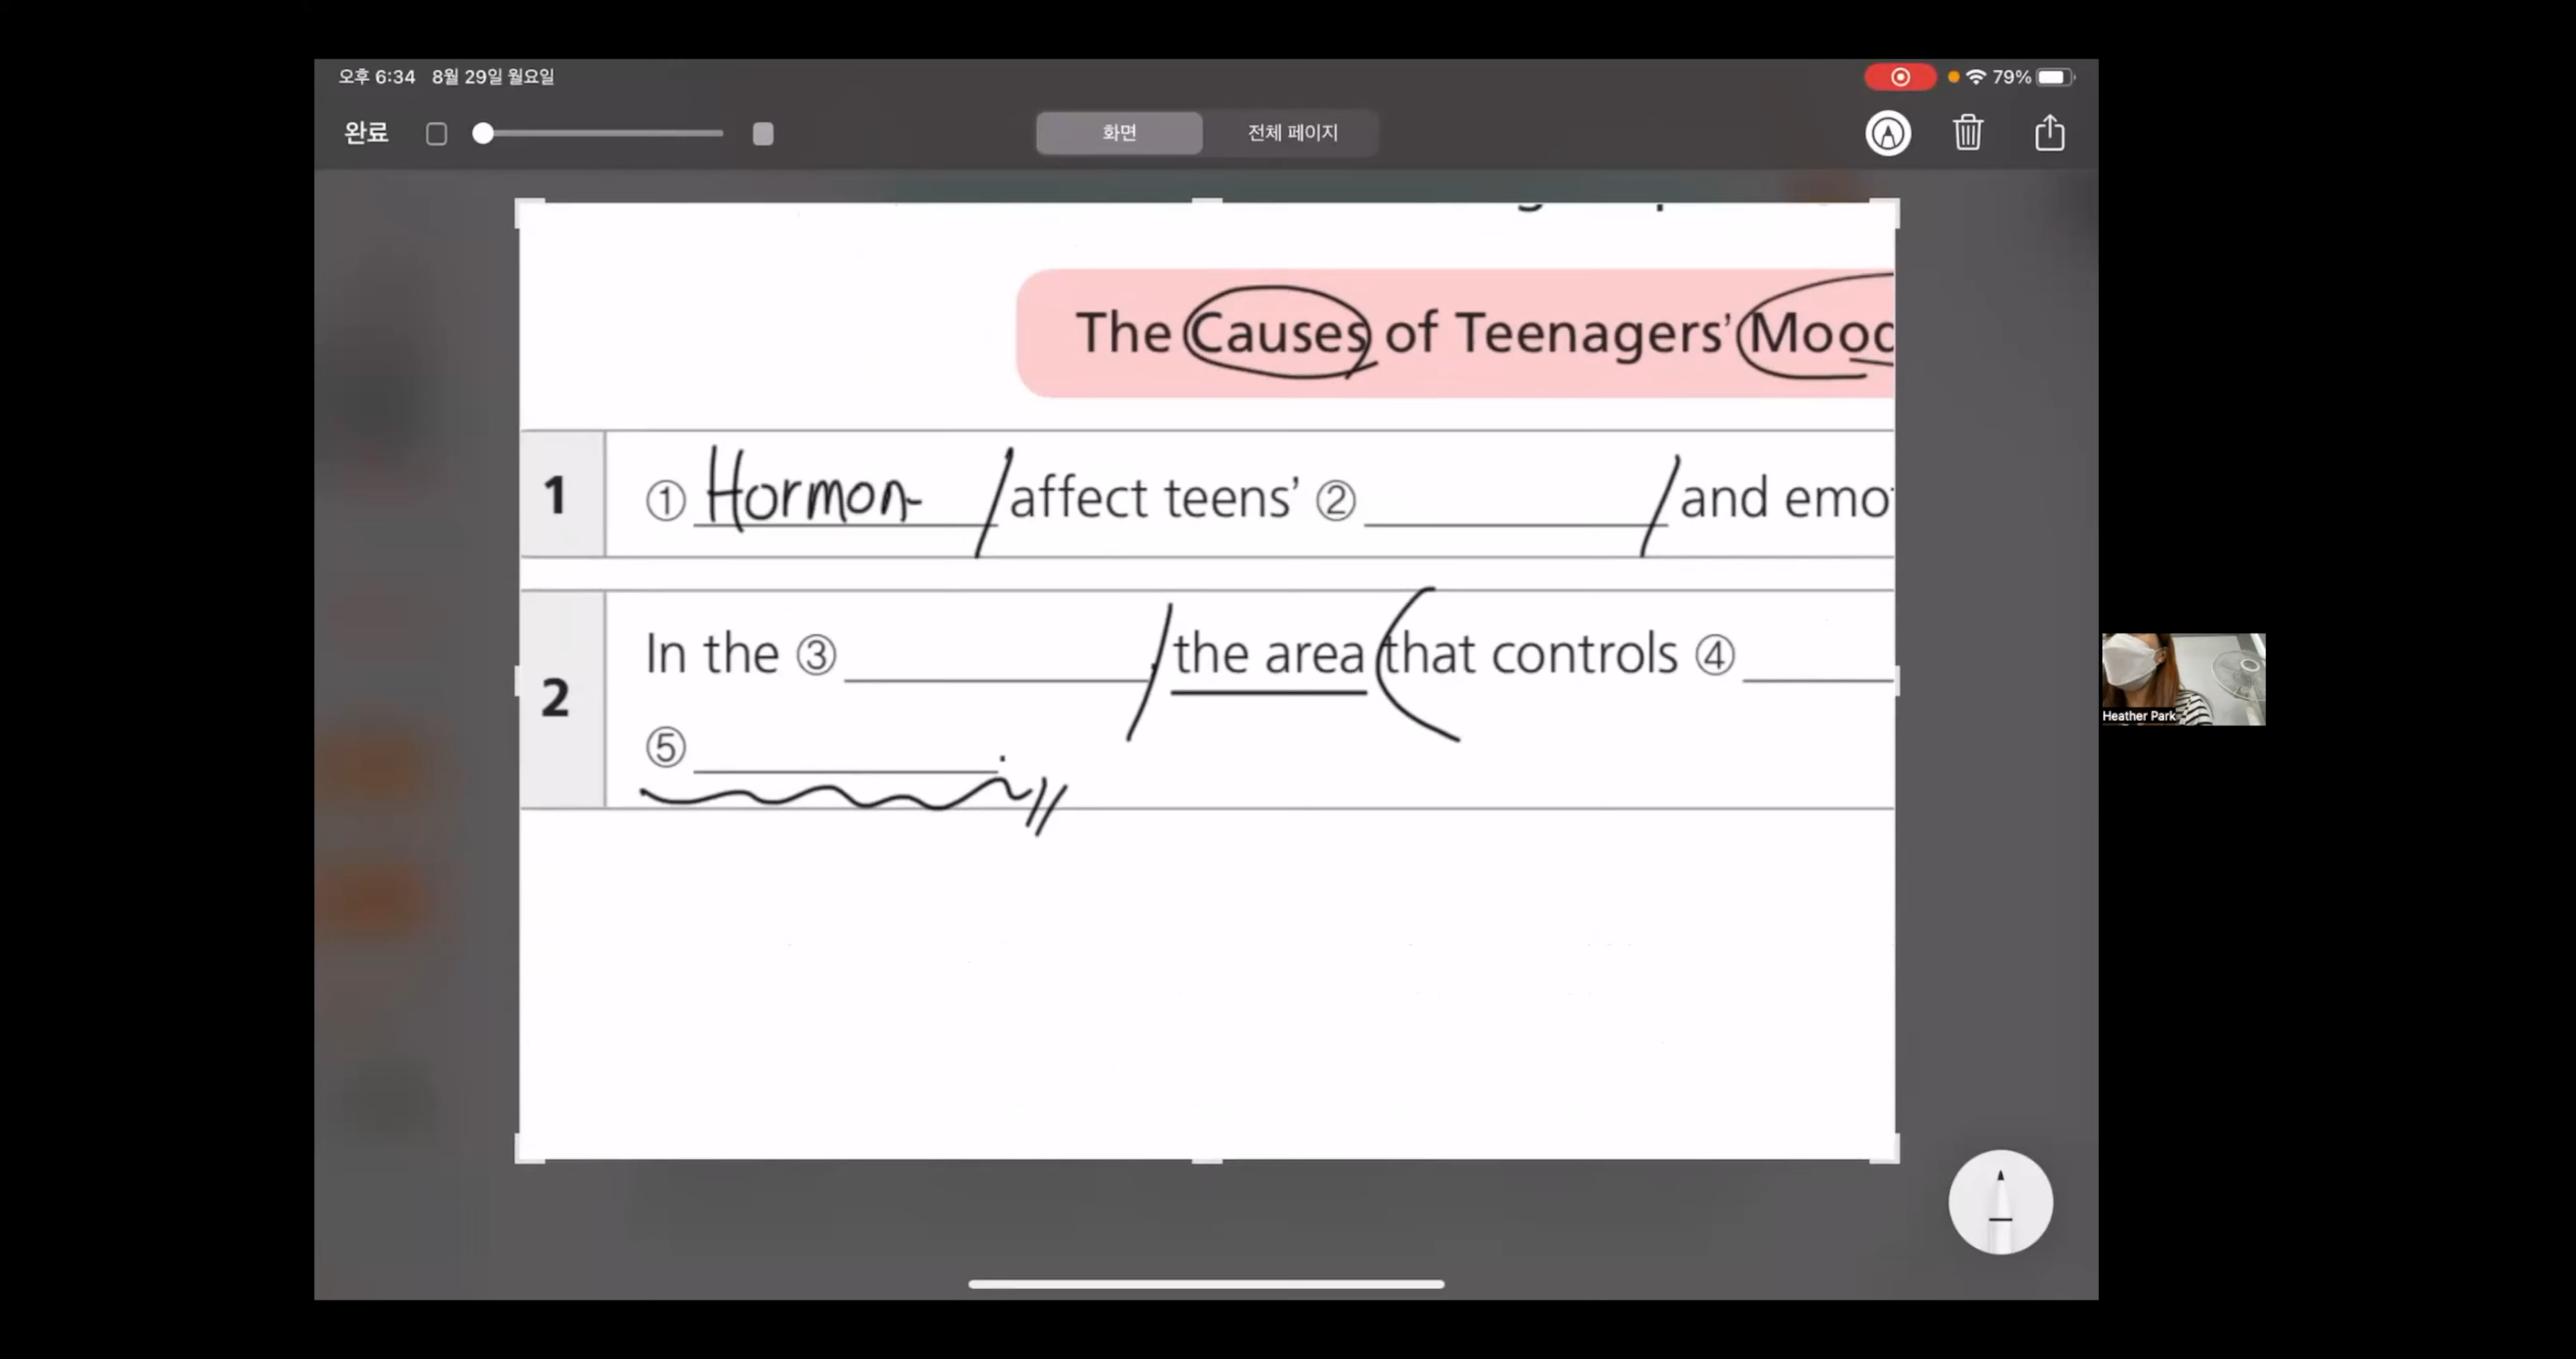 오후 6:34 8월 29일 월요일 79%
완료 화면 전체 페이지
The Causes of Teenagers' Mood
1 ① Hormon affect teens' ② and emo
2 In the ③ , the area that controls ④
⑤ .
Heather Park